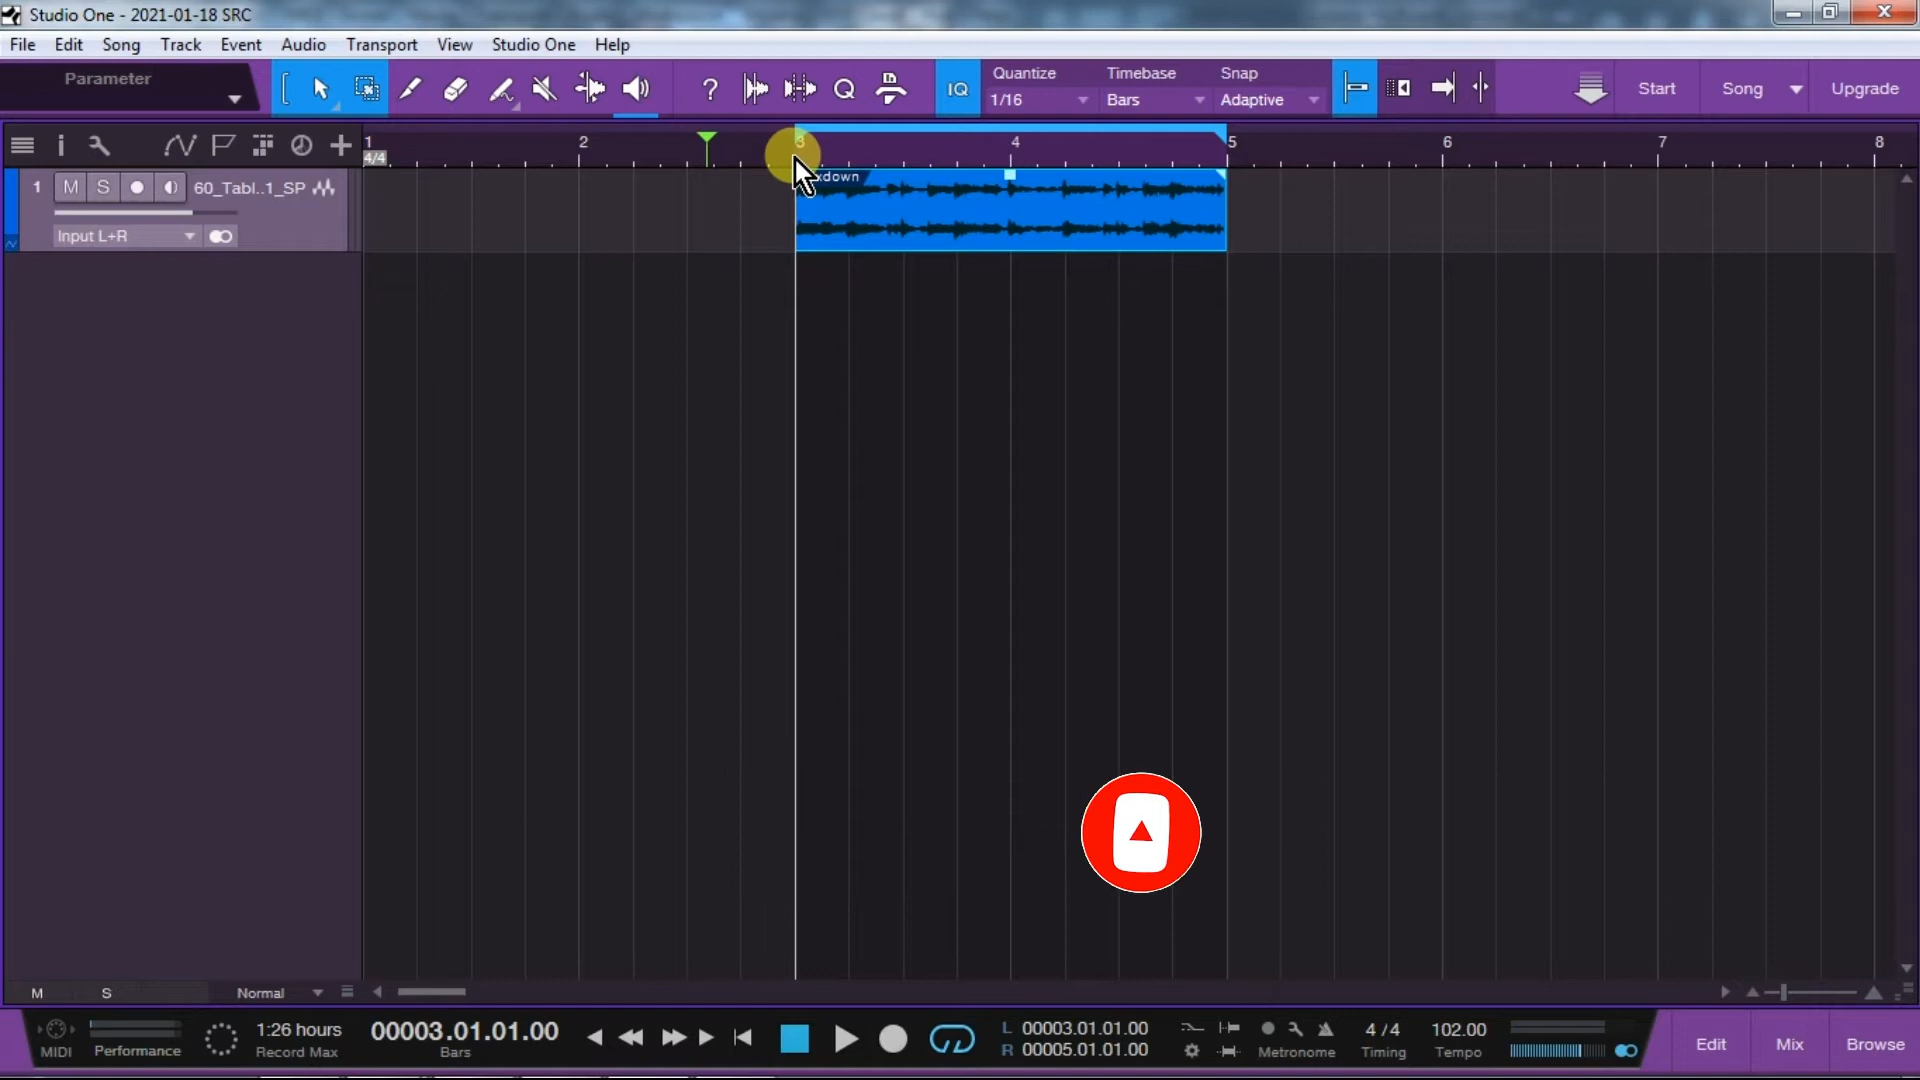 Studio One - 2021-01-18 SRC
File Edit Song Track Event Audio Transport View Studio One Help
Parameter
? Q IQ
Quantize Timebase Snap
1/16 Bars Adaptive
Start Song Upgrade
1 2 3 4 5 6 7 8
4/4
1 M S 60_Tabl..1_SP
xdown
Input L+R
M S Normal
MIDI Performance
1:26 hours
Record Max
00003.01.01.00
Bars
L 00003.01.01.00
R 00005.01.01.00
Metronome
4 / 4
Timing
102.00
Tempo
Edit Mix Browse